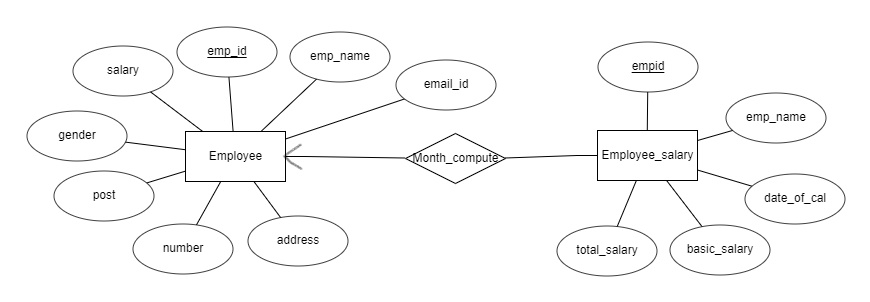 emp_id
emp_name
salary
email_id
gender
Employee
post
number
address
Month_compute
empid
emp_name
Employee_salary
date_of_cal
total_salary
basic_salary